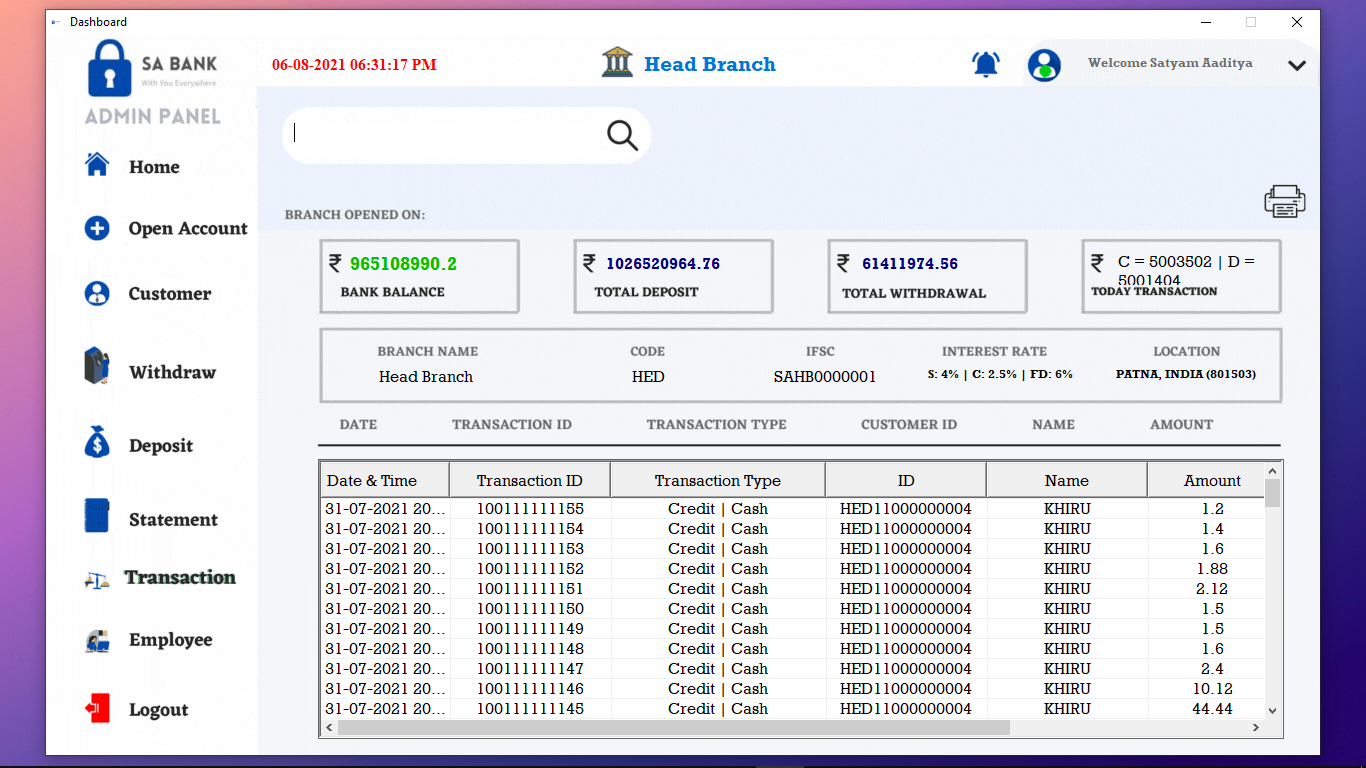 Dashboard
SA BANK
With You Everywhere
ADMIN PANEL
06-08-2021 06:31:17 PM
Head Branch
Welcome Satyam Aaditya
Home
Open Account
Customer
Withdraw
Deposit
Statement
Transaction
Employee
Logout
BRANCH OPENED ON:
₹ 965108990.2
BANK BALANCE
₹ 1026520964.76
TOTAL DEPOSIT
₹ 61411974.56
TOTAL WITHDRAWAL
₹ C = 5003502 | D =
5001404
TODAY TRANSACTION
BRANCH NAME CODE IFSC INTEREST RATE LOCATION
Head Branch HED SAHB0000001 S: 4% | C: 2.5% | FD: 6% PATNA, INDIA (801503)
DATE TRANSACTION ID TRANSACTION TYPE CUSTOMER ID NAME AMOUNT
Date & Time Transaction ID Transaction Type ID Name Amount
31-07-2021 20... 100111111155 Credit | Cash HED11000000004 KHIRU 1.2
31-07-2021 20... 100111111154 Credit | Cash HED11000000004 KHIRU 1.4
31-07-2021 20... 100111111153 Credit | Cash HED11000000004 KHIRU 1.6
31-07-2021 20... 100111111152 Credit | Cash HED11000000004 KHIRU 1.88
31-07-2021 20... 100111111151 Credit | Cash HED11000000004 KHIRU 2.12
31-07-2021 20... 100111111150 Credit | Cash HED11000000004 KHIRU 1.5
31-07-2021 20... 100111111149 Credit | Cash HED11000000004 KHIRU 1.5
31-07-2021 20... 100111111148 Credit | Cash HED11000000004 KHIRU 1.6
31-07-2021 20... 100111111147 Credit | Cash HED11000000004 KHIRU 2.4
31-07-2021 20... 100111111146 Credit | Cash HED11000000004 KHIRU 10.12
31-07-2021 20... 100111111145 Credit | Cash HED11000000004 KHIRU 44.44